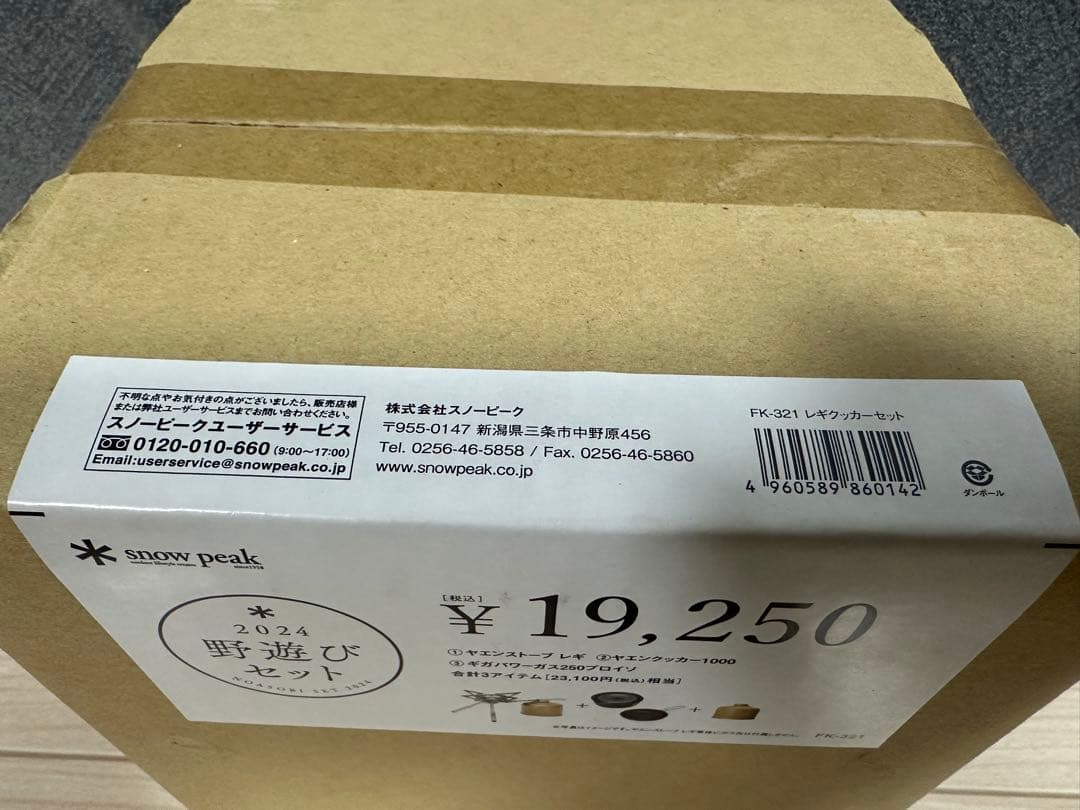 不明な点やお気付きの点がございましたら、販売店様
または弊社ユーザーサービスまでお問い合わせください。
スノーピークユーザーサービス
0120-010-660 (9:00〜17:00)
Email:userservice@snowpeak.co.jp
株式会社スノーピーク
〒955-0147 新潟県三条市中野原456
Tel. 0256-46-5858 / Fax. 0256-46-5860
www.snowpeak.co.jp
FK-321 レギクッカーセット
4 960589 860142
ダンボール
snow peak
outdoor lifestyle creator since1958
2024
野遊び
セット
NOASOBI SET 2024
[税込]
¥19,250
① ヤエンストーブ レギ ② ヤエンクッカー1000
③ ギガパワーガス250プロイソ
合計3アイテム [23,100円(税込)相当]
+ +
FK-321